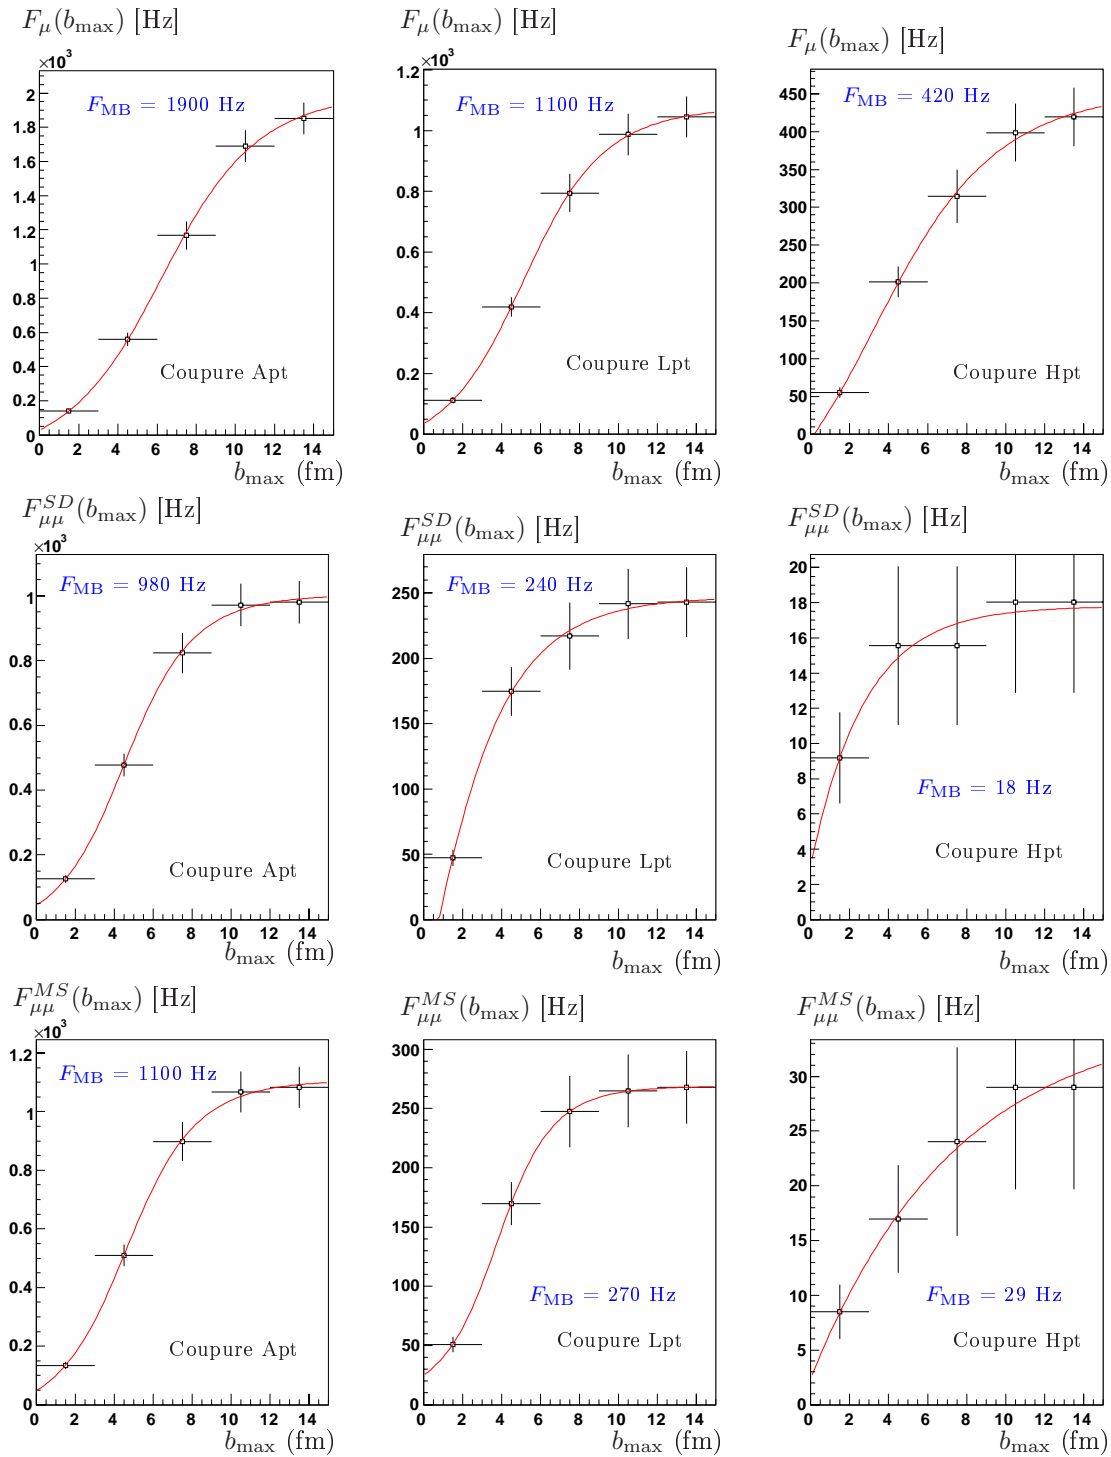 F_μ(b_max) [Hz]
×10³
F_MB = 1900 Hz
2
1.8
1.6
1.4
1.2
1
0.8
0.6
0.4
0.2
0
Coupure Apt
0 2 4 6 8 10 12 14
b_max (fm)
F_μ(b_max) [Hz]
×10³
F_MB = 1100 Hz
1.2
1
0.8
0.6
0.4
0.2
0
Coupure Lpt
0 2 4 6 8 10 12 14
b_max (fm)
F_μ(b_max) [Hz]
F_MB = 420 Hz
450
400
350
300
250
200
150
100
50
0
Coupure Hpt
0 2 4 6 8 10 12 14
b_max (fm)
F_μμ^SD(b_max) [Hz]
×10³
F_MB = 980 Hz
1
0.8
0.6
0.4
0.2
0
Coupure Apt
0 2 4 6 8 10 12 14
b_max (fm)
F_μμ^SD(b_max) [Hz]
F_MB = 240 Hz
250
200
150
100
50
0
Coupure Lpt
0 2 4 6 8 10 12 14
b_max (fm)
F_μμ^SD(b_max) [Hz]
20
18
16
14
12
10
8
6
4
2
0
F_MB = 18 Hz
Coupure Hpt
0 2 4 6 8 10 12 14
b_max (fm)
F_μμ^MS(b_max) [Hz]
×10³
F_MB = 1100 Hz
1.2
1
0.8
0.6
0.4
0.2
0
Coupure Apt
0 2 4 6 8 10 12 14
b_max (fm)
F_μμ^MS(b_max) [Hz]
300
250
200
150
100
50
0
F_MB = 270 Hz
Coupure Lpt
0 2 4 6 8 10 12 14
b_max (fm)
F_μμ^MS(b_max) [Hz]
30
25
20
15
10
5
0
F_MB = 29 Hz
Coupure Hpt
0 2 4 6 8 10 12 14
b_max (fm)